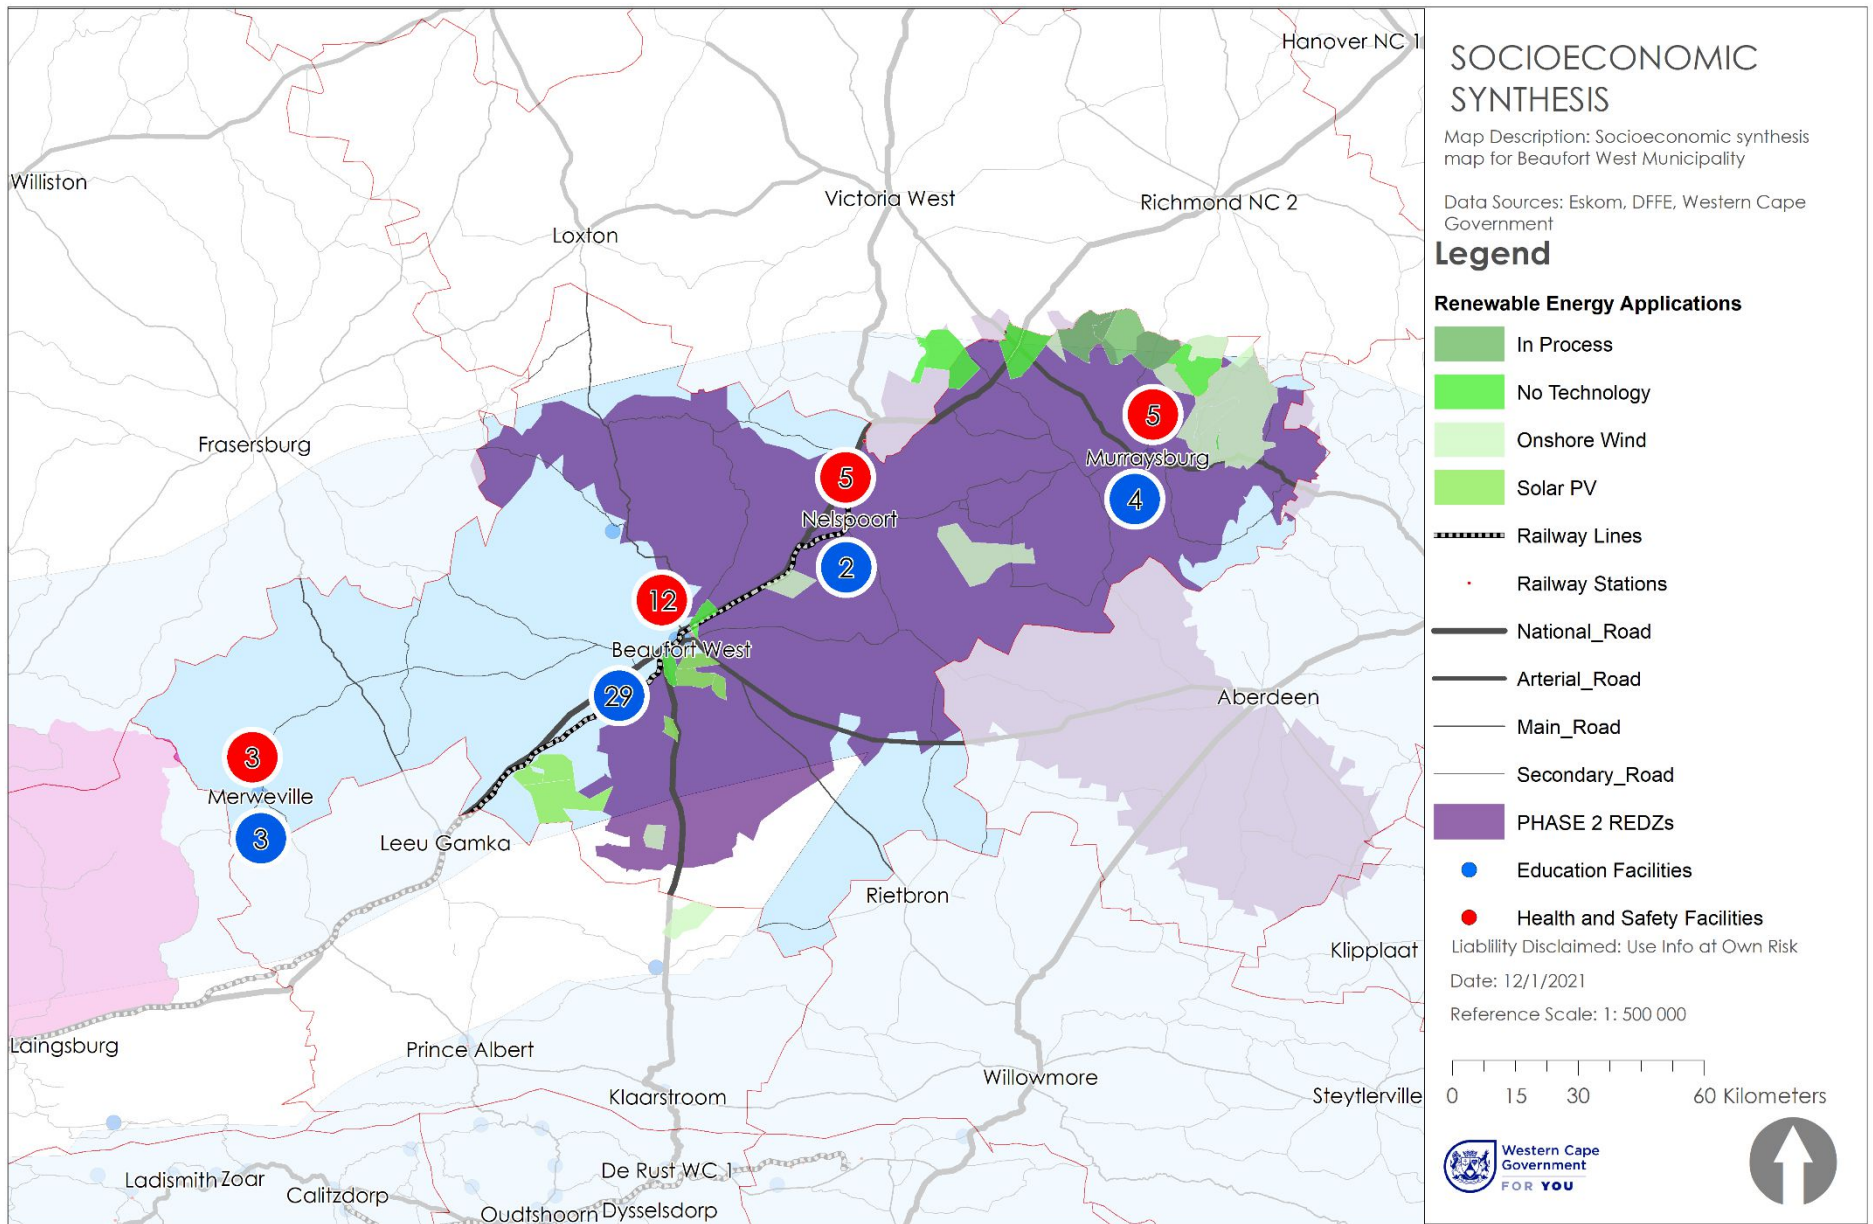 Hanover NC 1
Williston
Victoria West
Richmond NC 2
Loxton
Frasersburg
5
Murraysburg
4
5
Nelspoort
2
12
Beaufort West
29
Aberdeen
3
Merweville
3
Leeu Gamka
Rietbron
Klipplaat
Laingsburg
Prince Albert
Willowmore
Klaarstroom
Steytlerville
De Rust WC 1
Ladismith
Zoar
Calitzdorp
Oudtshoorn
Dysselsdorp
SOCIOECONOMIC
SYNTHESIS
Map Description: Socioeconomic synthesis
map for Beaufort West Municipality
Data Sources: Eskom, DFFE, Western Cape
Government
Legend
Renewable Energy Applications
In Process
No Technology
Onshore Wind
Solar PV
Railway Lines
Railway Stations
National_Road
Arterial_Road
Main_Road
Secondary_Road
PHASE 2 REDZs
Education Facilities
Health and Safety Facilities
Liablility Disclaimed: Use Info at Own Risk
Date: 12/1/2021
Reference Scale: 1: 500 000
0 15 30 60 Kilometers
Western Cape
Government
FOR YOU